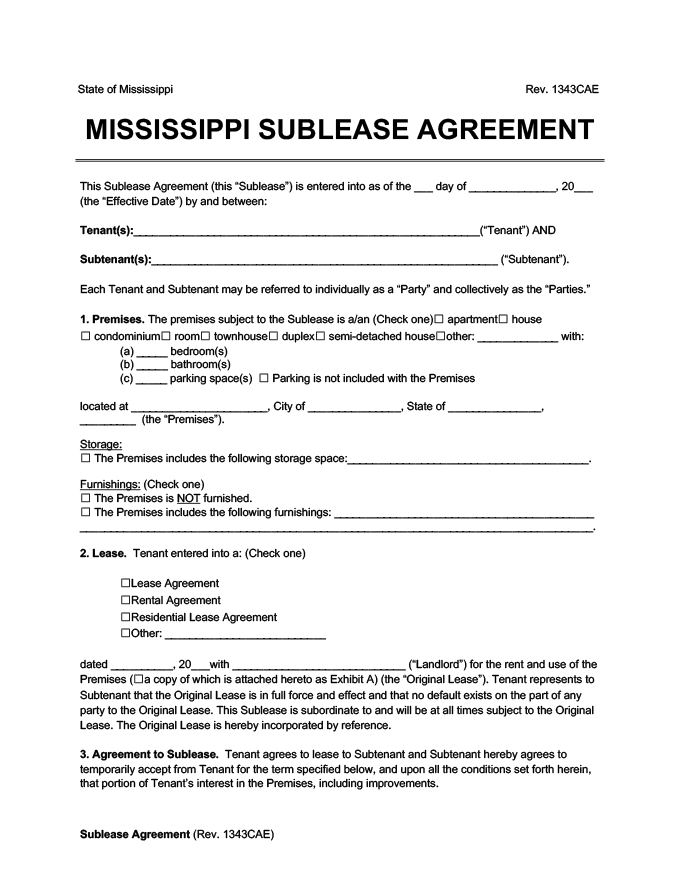 State of Mississippi Rev. 1343CAE
MISSISSIPPI SUBLEASE AGREEMENT
This Sublease Agreement (this “Sublease”) is entered into as of the ___ day of ______________, 20___
(the “Effective Date”) by and between:
Tenant(s):________________________________________________________(“Tenant”) AND
Subtenant(s):________________________________________________________ (“Subtenant”).
Each Tenant and Subtenant may be referred to individually as a “Party” and collectively as the “Parties.”
1. Premises. The premises subject to the Sublease is a/an (Check one)☐ apartment☐ house
☐ condominium☐ room☐ townhouse☐ duplex☐ semi-detached house☐other: _____________ with:
(a) _____ bedroom(s)
(b) _____ bathroom(s)
(c) _____ parking space(s) ☐ Parking is not included with the Premises
located at ______________________, City of _______________, State of _______________,
_________ (the “Premises”).
Storage:
☐ The Premises includes the following storage space:_______________________________________.
Furnishings: (Check one)
☐ The Premises is NOT furnished.
☐ The Premises includes the following furnishings: __________________________________________
___________________________________________________________________________________.
2. Lease. Tenant entered into a: (Check one)
☐Lease Agreement
☐Rental Agreement
☐Residential Lease Agreement
☐Other: __________________________
dated __________, 20___with ____________________________ (“Landlord”) for the rent and use of the
Premises (☐a copy of which is attached hereto as Exhibit A) (the “Original Lease”). Tenant represents to
Subtenant that the Original Lease is in full force and effect and that no default exists on the part of any
party to the Original Lease. This Sublease is subordinate to and will be at all times subject to the Original
Lease. The Original Lease is hereby incorporated by reference.
3. Agreement to Sublease. Tenant agrees to lease to Subtenant and Subtenant hereby agrees to
temporarily accept from Tenant for the term specified below, and upon all the conditions set forth herein,
that portion of Tenant’s interest in the Premises, including improvements.
Sublease Agreement (Rev. 1343CAE)